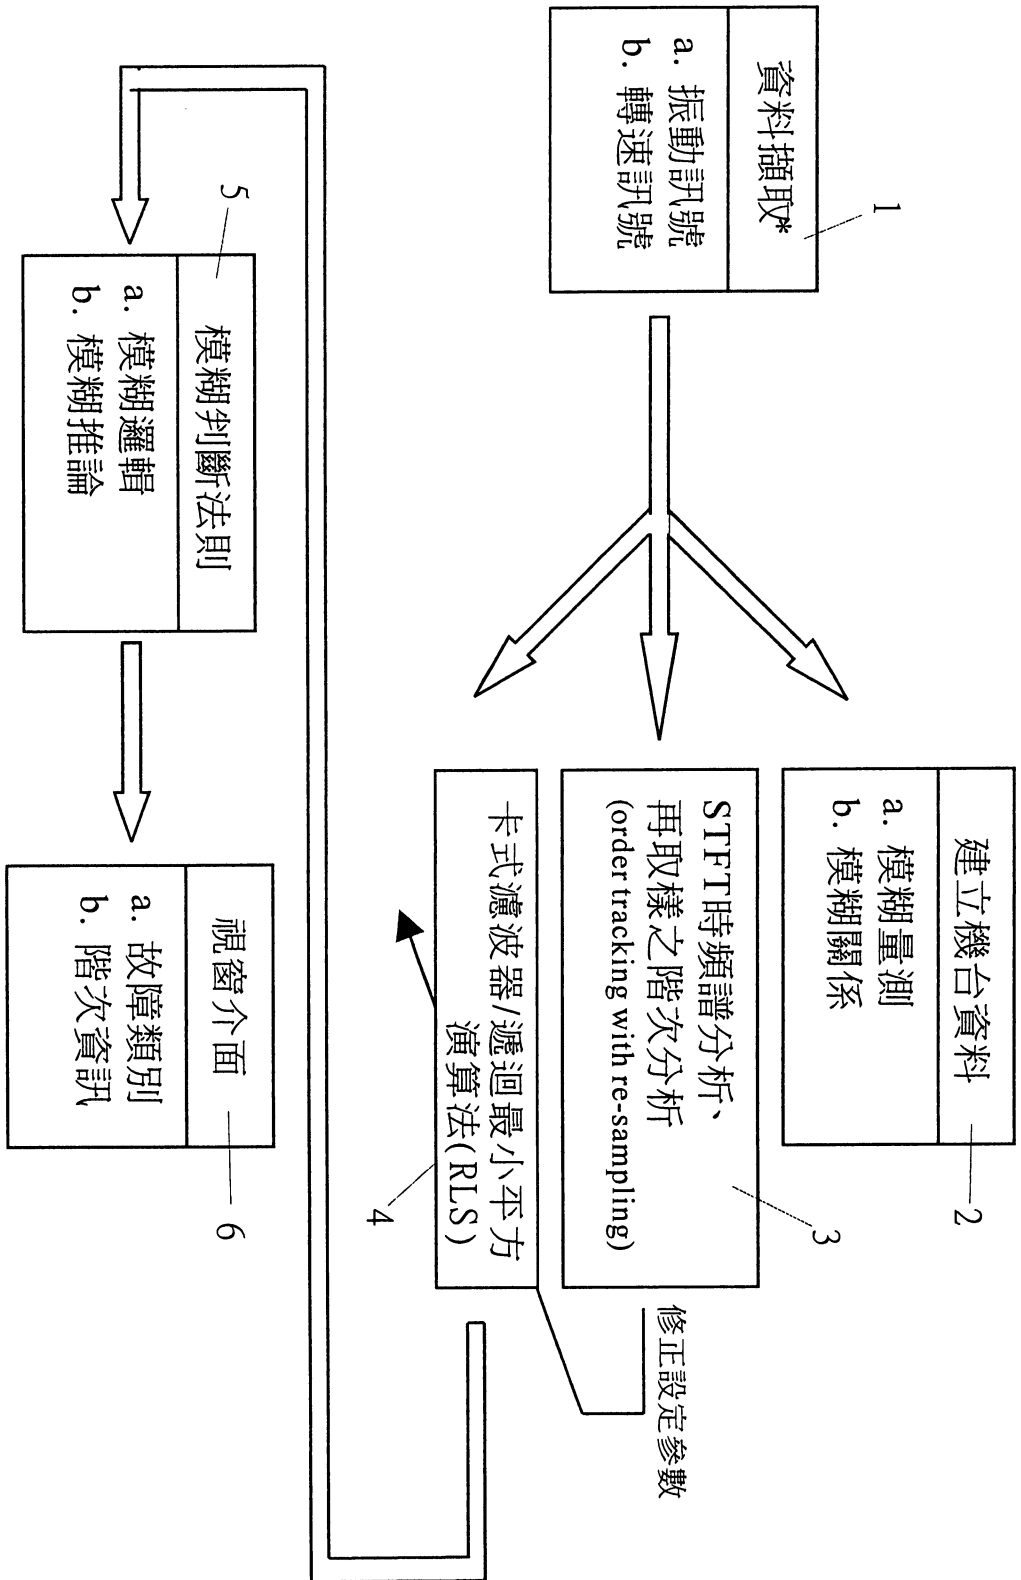 資料擷取*
a. 振動訊號
b. 轉速訊號
1
建立機台資料
a. 模糊量測
b. 模糊關係
2
STFT時頻譜分析、
再取樣之階次分析
(order tracking with re-sampling)
3
修正設定參數
卡式濾波器/遞迴最小平方
演算法(RLS)
4
5
模糊判斷法則
a. 模糊邏輯
b. 模糊推論
視窗介面
a. 故障類別
b. 階次資訊
6